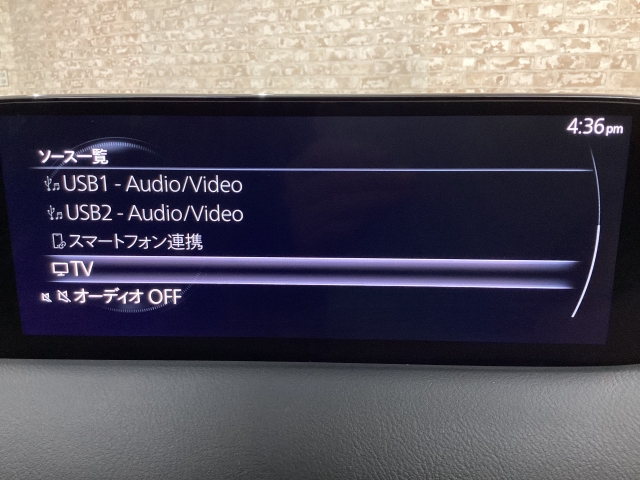 4:36pm
ソース一覧
USB1 - Audio/Video
USB2 - Audio/Video
スマートフォン連携
TV
オーディオ OFF